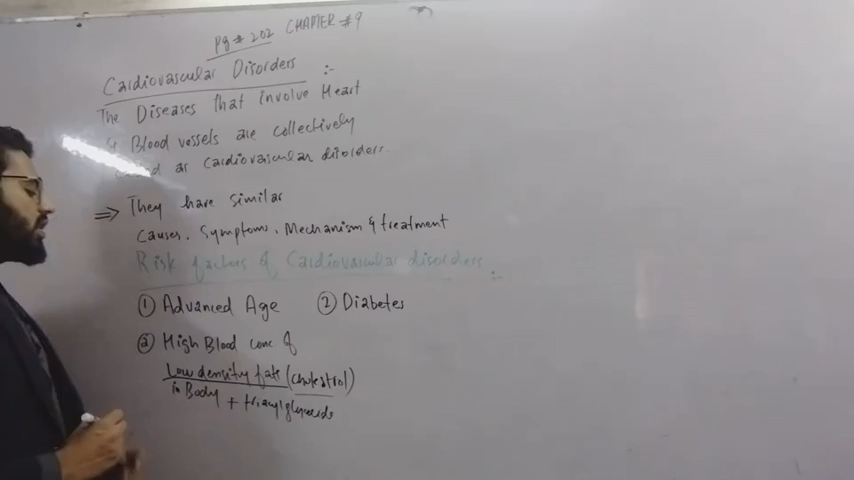 Pg # 202 CHAPTER # 9
Cardiovascular Disorders :-
The Diseases that involve Heart
& Blood vessels are collectively
as Cardiovascular disorders.
⇒ They have similar
Causes, Symptoms, Mechanism & treatment
Risk factors of Cardiovascular disorders :-
① Advanced Age ② Diabetes
② High Blood conc of
Low density fats (cholestrol)
in Body + triacylglycerids